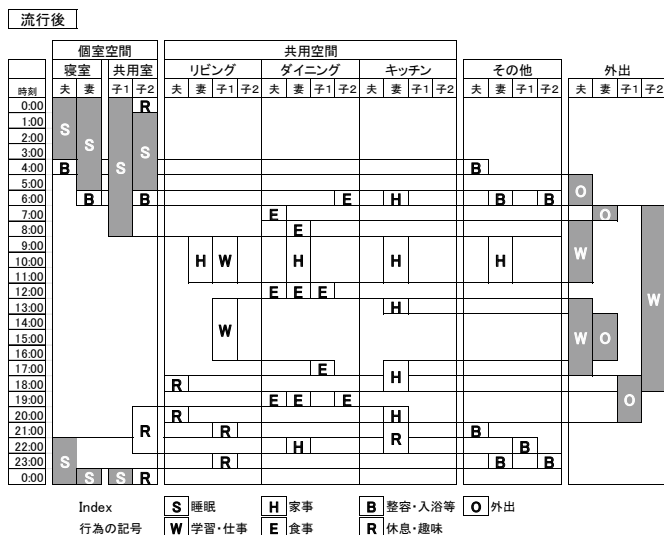 流行後
個室空間 共用空間
寝室 共用室 リビング ダイニング キッチン その他 外出
時刻 夫 妻 子1 子2 夫 妻 子1 子2 夫 妻 子1 子2 夫 妻 子1 子2 夫 妻 子1 子2 夫 妻 子1 子2
0:00 R
1:00
2:00 S S
3:00 S S
4:00 B B
5:00 O
6:00 B B E H B B
7:00 E O
8:00 E
9:00
10:00 H W H H H W
11:00
12:00 E E E W
13:00 H
14:00
15:00 W W O
16:00
17:00 E
18:00 R H
19:00 E E E O
20:00 R H
21:00 R R B
22:00 H R B
23:00 S R B B
0:00 S S R
Index S 睡眠 H 家事 B 整容・入浴等 O 外出
行為の記号 W 学習・仕事 E 食事 R 休息・趣味